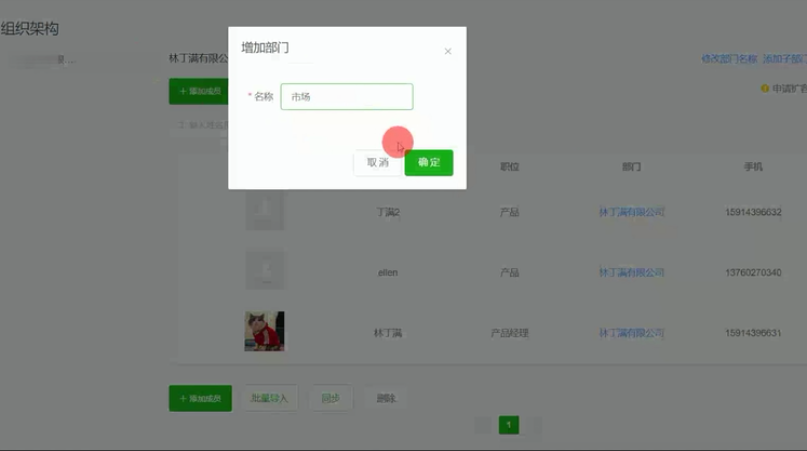 组织架构
增加部门
林丁满有限公
修改部门名称 添加子部门
+ 添加成员
* 名称 市场
申请扩容
取消 确定
职位 部门 手机
丁满2 产品 林丁满有限公司 15914396632
ellen 产品 林丁满有限公司 13760270340
林丁满 产品经理 林丁满有限公司 15914396631
+ 添加成员 批量导入 同步 删除
1